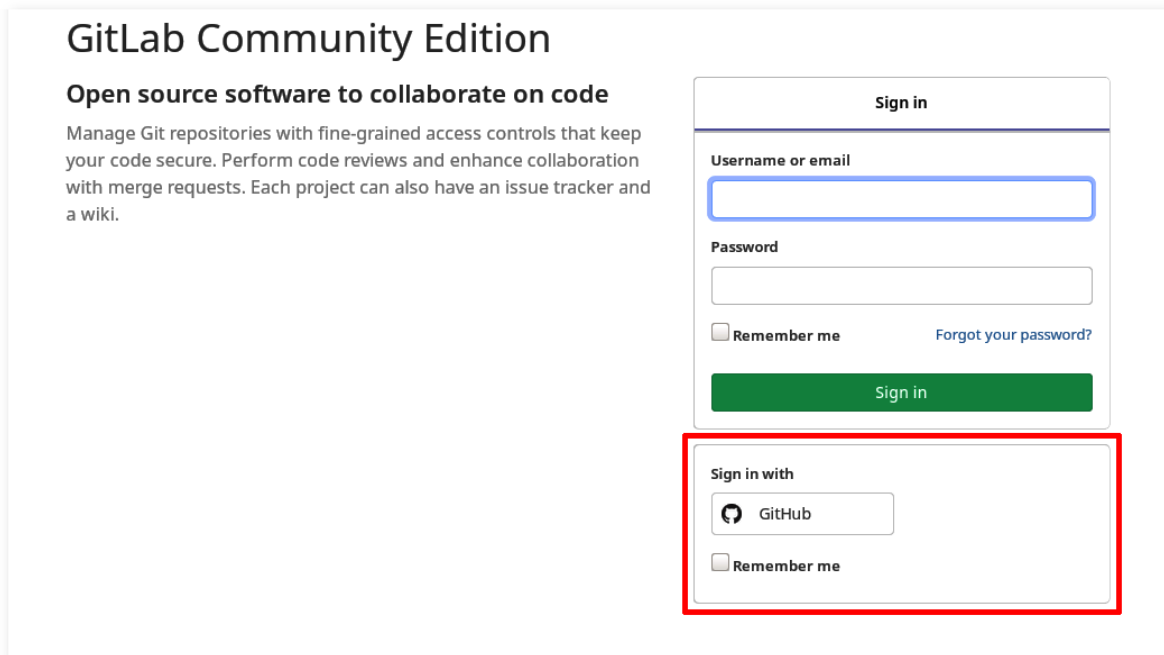 GitLab Community Edition
Open source software to collaborate on code
Manage Git repositories with fine-grained access controls that keep
your code secure. Perform code reviews and enhance collaboration
with merge requests. Each project can also have an issue tracker and
a wiki.
Sign in
Username or email
Password
Remember me
Forgot your password?
Sign in
Sign in with
GitHub
Remember me